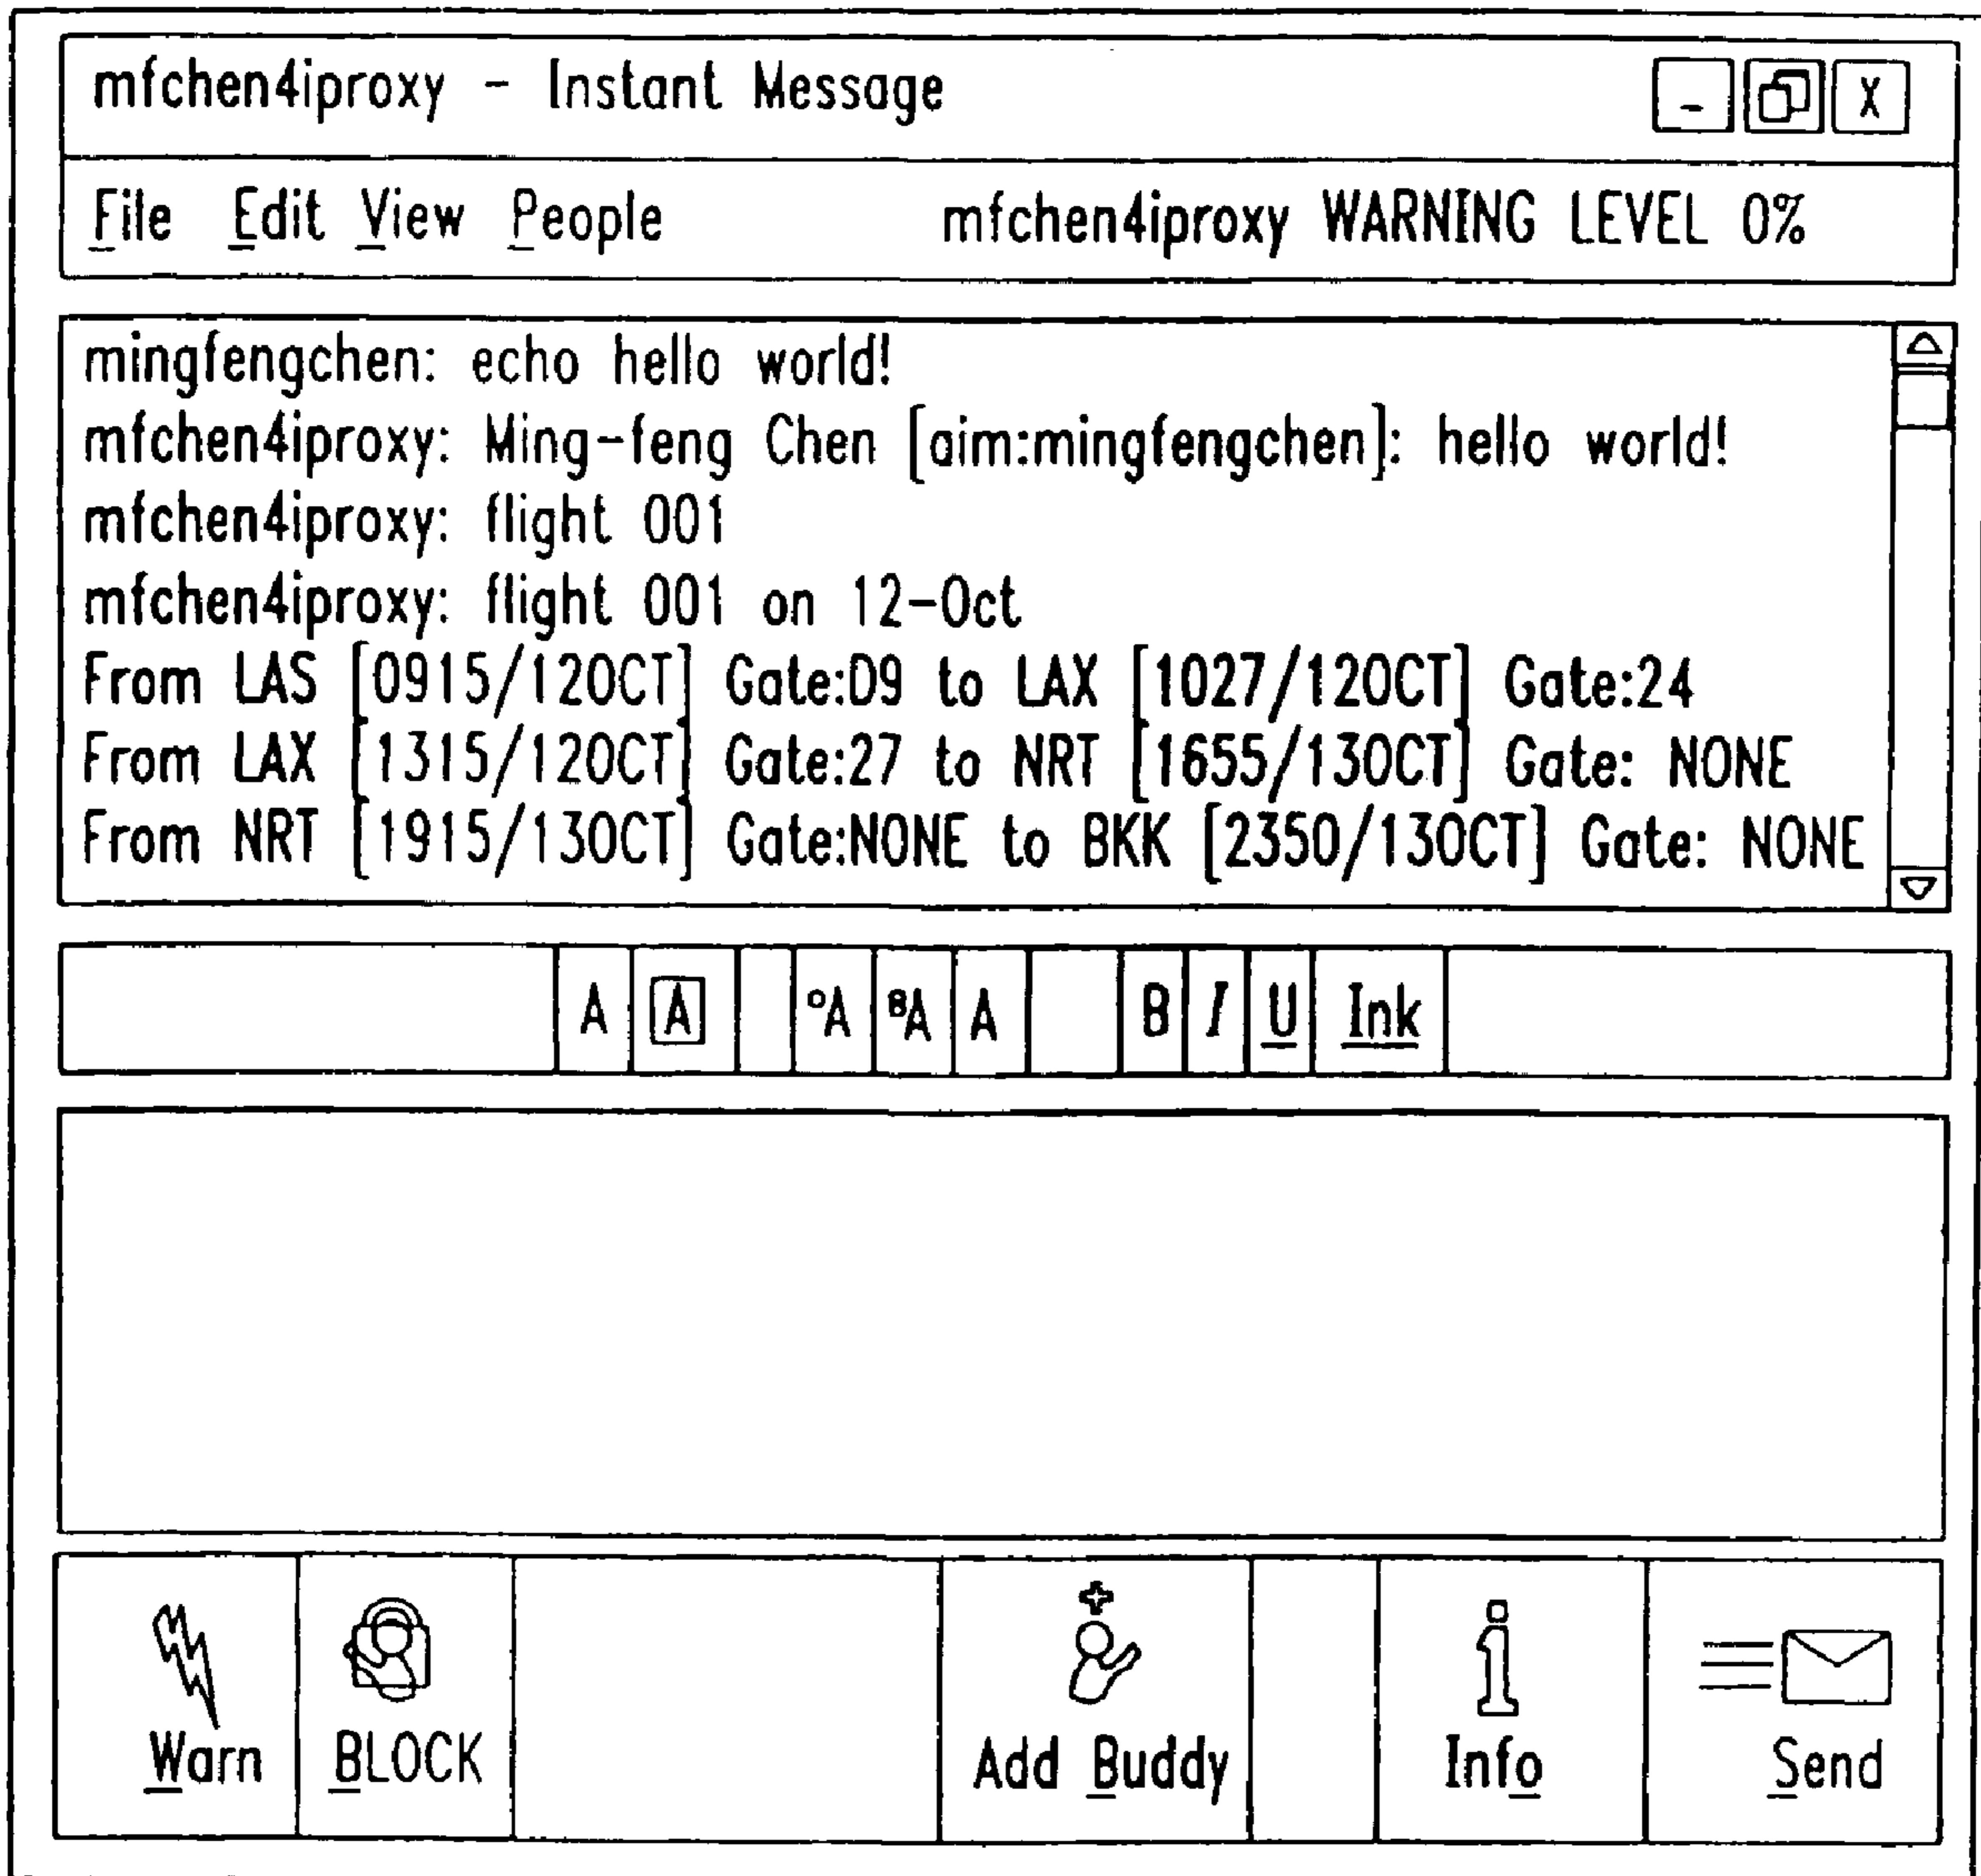 mfchen4iproxy - Instant Message - X
File Edit View People mfchen4iproxy WARNING LEVEL 0%
mingfengchen: echo hello world!
mfchen4iproxy: Ming-feng Chen [aim:mingfengchen]: hello world!
mfchen4iproxy: flight 001
mfchen4iproxy: flight 001 on 12-Oct
From LAS [0915/12OCT] Gate:D9 to LAX [1027/12OCT] Gate:24
From LAX [1315/12OCT] Gate:27 to NRT [1655/13OCT] Gate: NONE
From NRT [1915/13OCT] Gate:NONE to BKK [2350/13OCT] Gate: NONE
A A ᴼA ᴮA A B I U Ink
Warn BLOCK Add Buddy Info Send